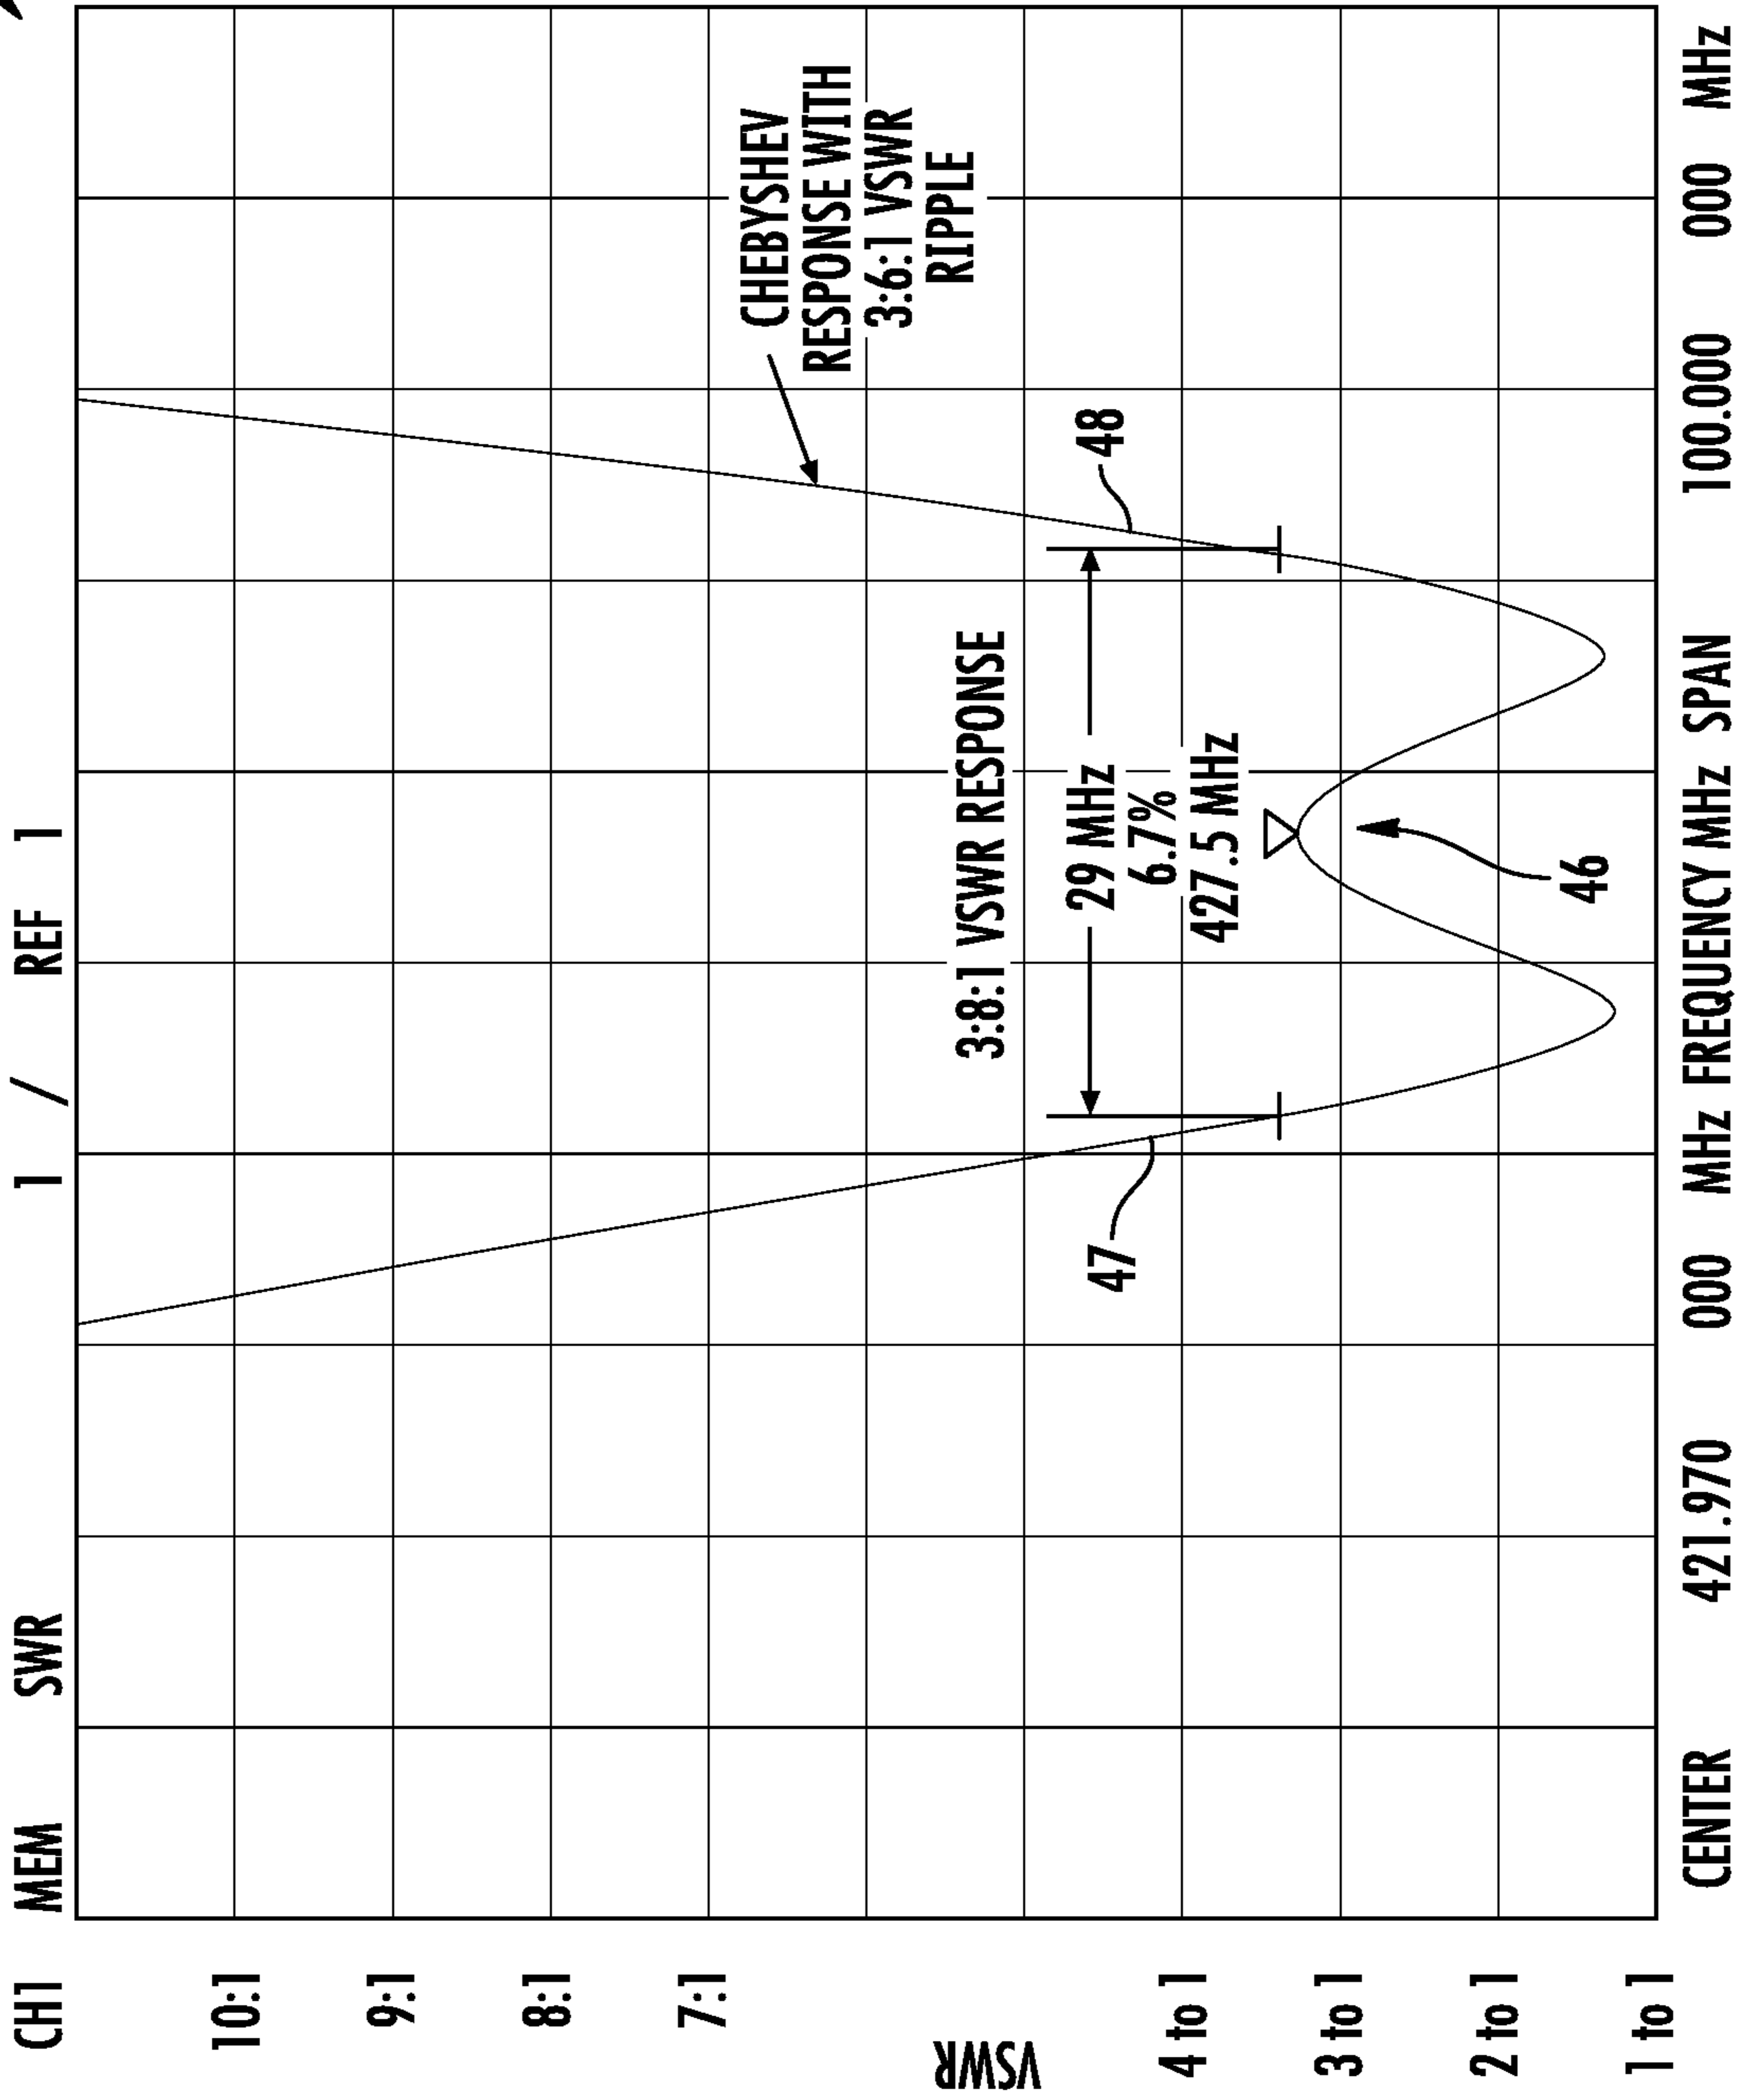 CH1 MEM SWR 1 / REF 1
10:1
9:1
8:1
7:1
VSWR
4 to 1
3 to 1
2 to 1
1 to 1
CHEBYSHEV
RESPONSE WITH
3:6:1 VSWR
RIPPLE
3:8:1 VSWR RESPONSE
29 MHz
6.7%
427.5 MHz
47
48
46
CENTER 421.970 000 MHz FREQUENCY MHz SPAN 100.000 000 MHz